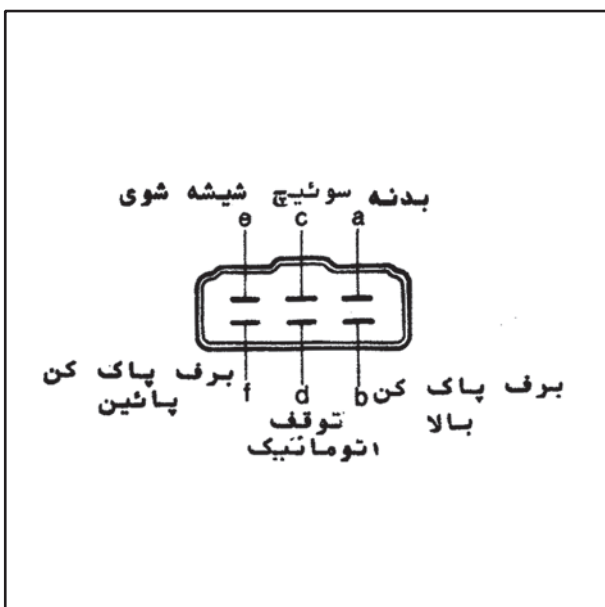 بدنه سوئیچ شیشه شوی
e c a
برف پاک کن f d b برف پاک کن
پائین توقف بالا
اتوماتیک